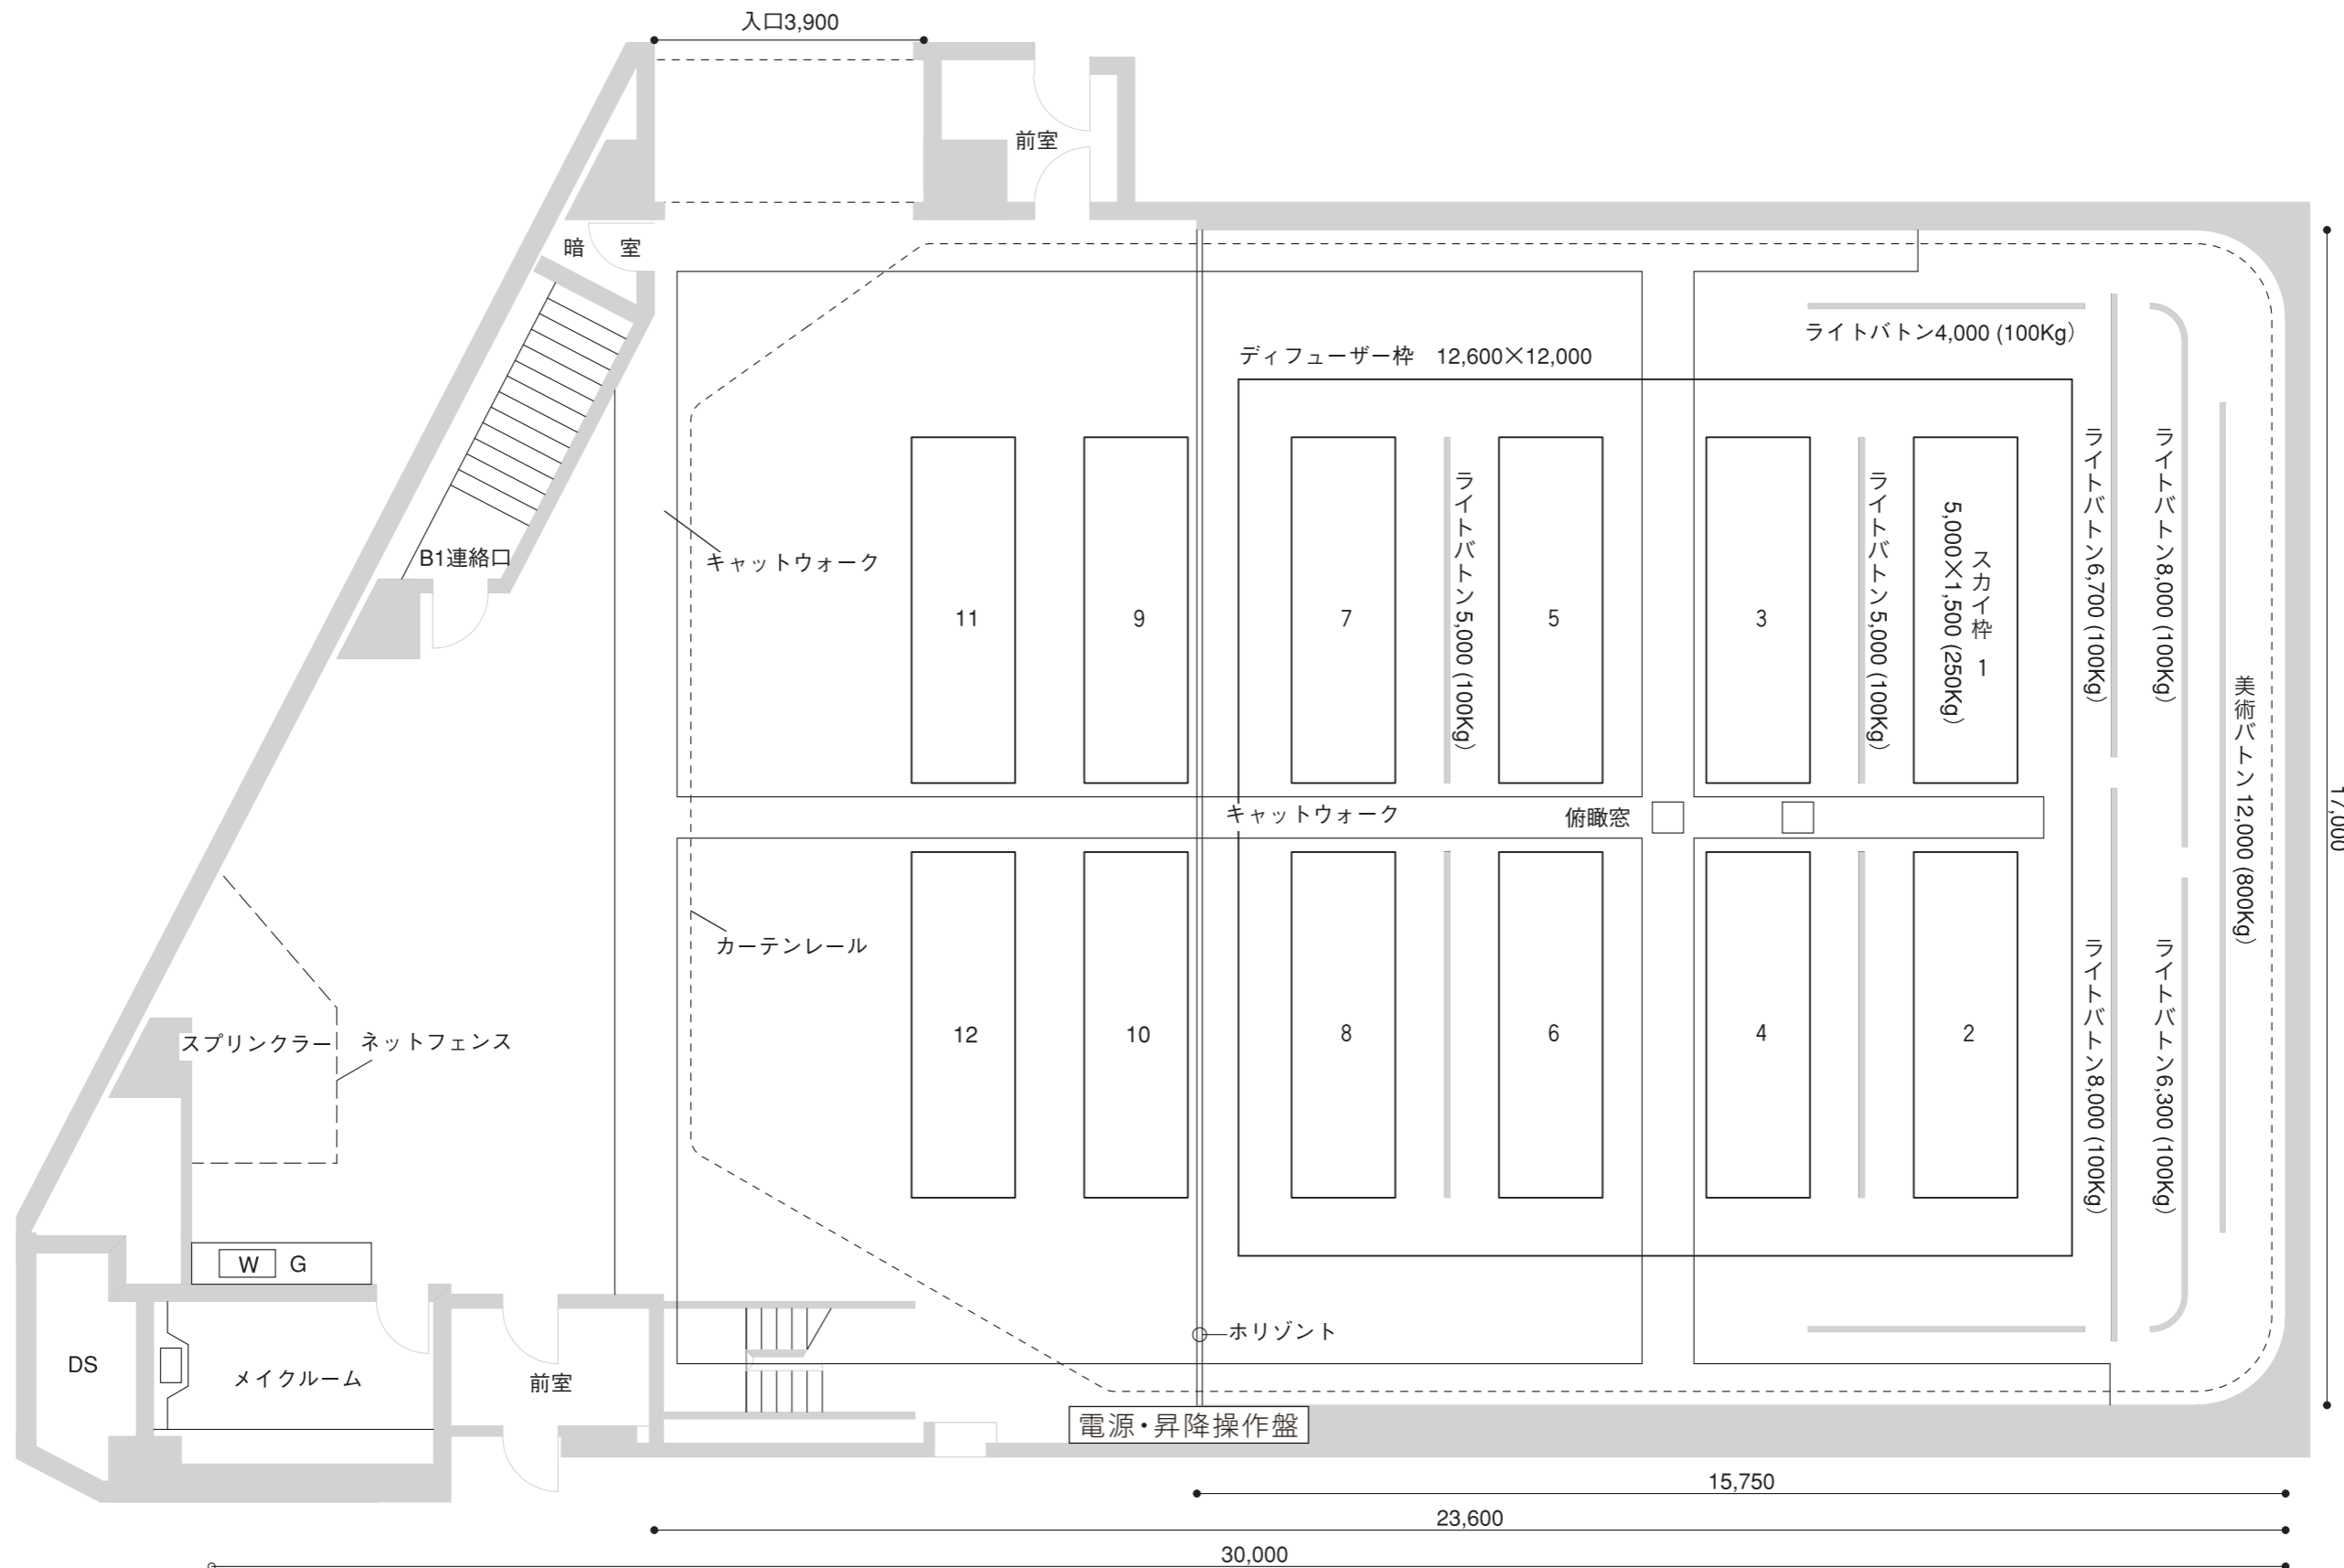 入口3,900
前室
暗 室
ライトバトン4,000 (100Kg)
ディフューザー枠 12,600×12,000
B1連絡口
キャットウォーク
11
9
7
ライトバトン5,000 (100Kg)
5
3
ライトバトン5,000 (100Kg)
スカイ枠 1
5,000×1,500 (250Kg)
ライトバトン6,700 (100Kg)
ライトバトン8,000 (100Kg)
美術バトン12,000 (800Kg)
17,000
キャットウォーク
俯瞰窓
カーテンレール
スプリンクラー
ネットフェンス
12
10
8
6
4
2
ライトバトン8,000 (100Kg)
ライトバトン6,300 (100Kg)
W G
ホリゾント
DS
メイクルーム
前室
電源・昇降操作盤
15,750
23,600
30,000